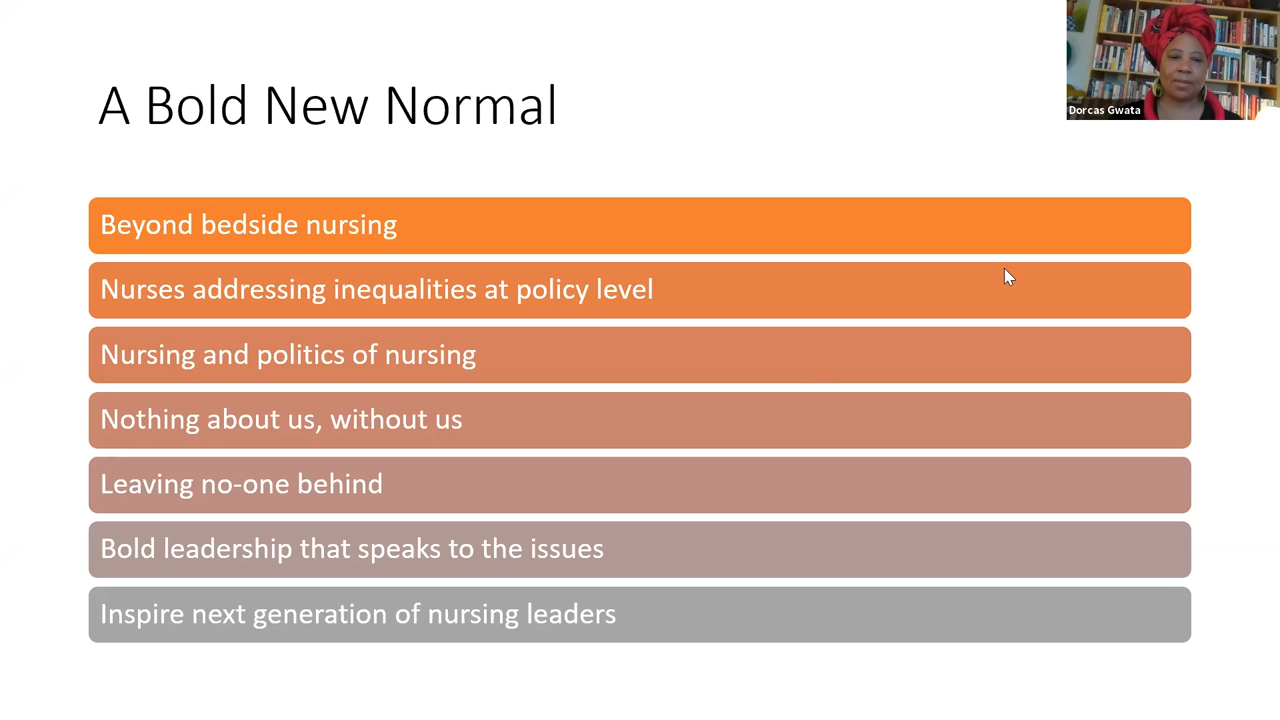 A Bold New Normal
Dorcas Gwata
Beyond bedside nursing
Nurses addressing inequalities at policy level
Nursing and politics of nursing
Nothing about us, without us
Leaving no-one behind
Bold leadership that speaks to the issues
Inspire next generation of nursing leaders